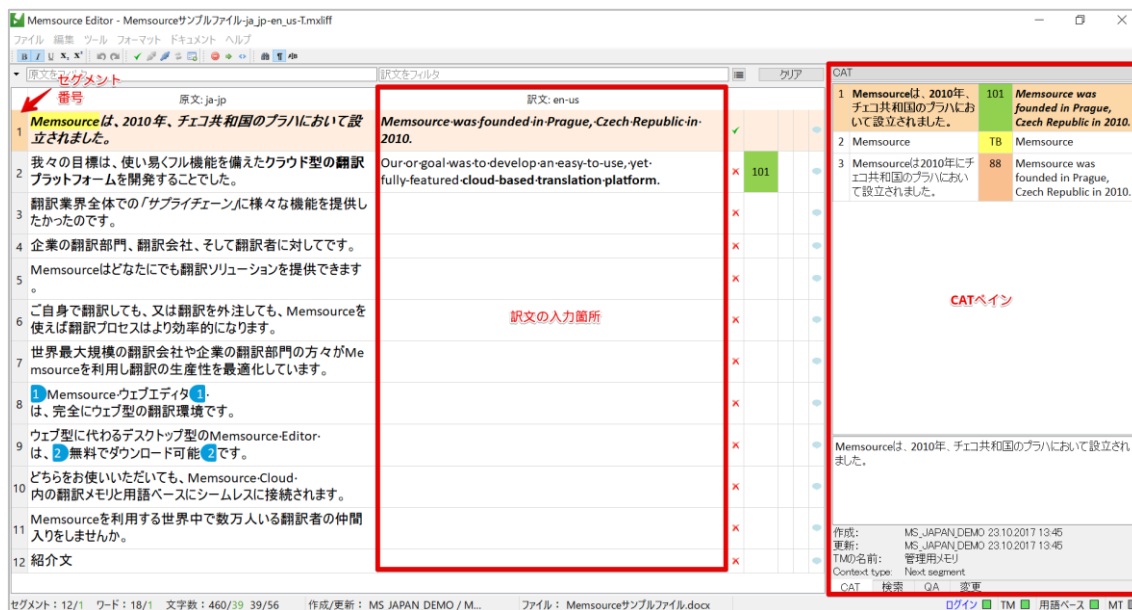 Memsource Editor - Memsourceサンプルファイル-ja_jp-en_us-T.mxliff
ファイル 編集 ツール フォーマット ドキュメント ヘルプ
B I U X₂ X²
原文をフィルタ 訳文をフィルタ クリア CAT
セグメント
番号
原文: ja-jp 訳文: en-us
1 Memsourceは、2010年、チェコ共和国のプラハにおいて設
立されました。
Memsource·was·founded·in·Prague,·Czech·Republic·in·
2010.
2 我々の目標は、使い易くフル機能を備えたクラウド型の翻訳
プラットフォームを開発することでした。
Our·or·goal·was·to·develop·an·easy-to-use,·yet·
fully-featured·cloud-based·translation·platform.
101
3 翻訳業界全体での「サプライチェーン」に様々な機能を提供し
たかったのです。
4 企業の翻訳部門、翻訳会社、そして翻訳者に対してです。
5 Memsourceはどなたにでも翻訳ソリューションを提供できます
。
6 ご自身で翻訳しても、又は翻訳を外注しても、Memsourceを
使えば翻訳プロセスはより効率的になります。
訳文の入力箇所
7 世界最大規模の翻訳会社や企業の翻訳部門の方々がMe
msourceを利用し翻訳の生産性を最適化しています。
8 1Memsource·ウェブエディタ1·
は、完全にウェブ型の翻訳環境です。
9 ウェブ型に代わるデスクトップ型のMemsource·Editor·
は、2無料でダウンロード可能2です。
10 どちらをお使いいただいても、Memsource·Cloud·
内の翻訳メモリと用語ベースにシームレスに接続されます。
11 Memsourceを利用する世界中で数万人いる翻訳者の仲間
入りをしませんか。
12 紹介文
1 Memsourceは、2010年、 101 Memsource was
チェコ共和国のプラハにお founded in Prague,
いて設立されました。 Czech Republic in 2010.
2 Memsource TB Memsource
3 Memsourceは2010年にチ 88 Memsource was
ェコ共和国のプラハにおい founded in Prague,
て設立されました。 Czech Republic in 2010.
CATペイン
Memsourceは、2010年、チェコ共和国のプラハにおいて設立され
ました。
作成: MS_JAPAN_DEMO 23.10.2017 13:45
更新: MS_JAPAN_DEMO 23.10.2017 13:45
TMの名前: 管理用メモリ
Context type: Next segment
CAT 検索 QA 変更
セグメント: 12/1 ワード: 18/1 文字数: 460/39 39/56 作成/更新: MS JAPAN DEMO / M... ファイル: Memsourceサンプルファイル.docx ログイン TM 用語ベース MT